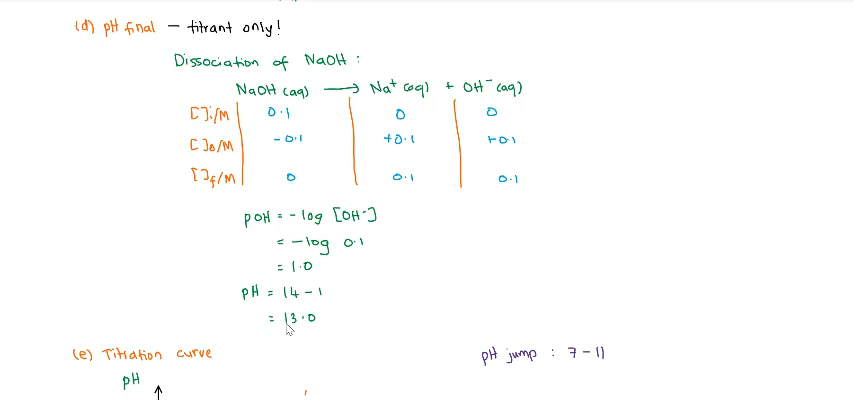 (d) pH final — titrant only!
Dissociation of NaOH :
NaOH (aq) ⟶ Na⁺ (aq) + OH⁻ (aq)
[ ]i/M 0.1 0 0
[ ]Δ/M -0.1 +0.1 +0.1
[ ]f/M 0 0.1 0.1
pOH = -log [OH⁻]
= -log 0.1
= 1.0
pH = 14 - 1
= 13.0
(e) Titration curve
pH jump : 7 - 11
pH